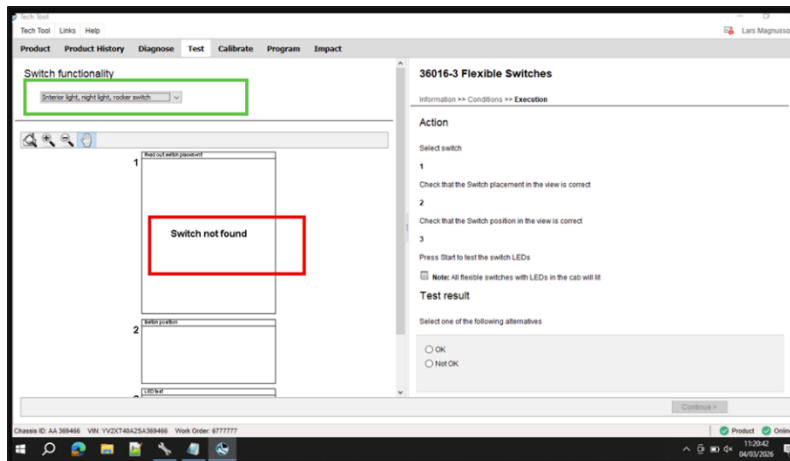 Tech Tool
Tech Tool Links Help
Lars Magnusso
Product Product History Diagnose Test Calibrate Program Impact
Switch functionality
Interior light, night light, rocker switch
1
Read out switch placement
Switch not found
2
Switch position
LED test
36016-3 Flexible Switches
Information >> Conditions >> Execution
Action
Select switch
1
Check that the Switch placement in the view is correct
2
Check that the Switch position in the view is correct
3
Press Start to test the switch LEDs
Note: All flexible switches with LEDs in the cab will lit
Test result
Select one of the following alternatives
OK
Not OK
Continue >
Chassis ID: AA 369466 VIN: YV2XT40A2SA369466 Work Order: 6777777
Product Online
11:20:42
04/03/2026